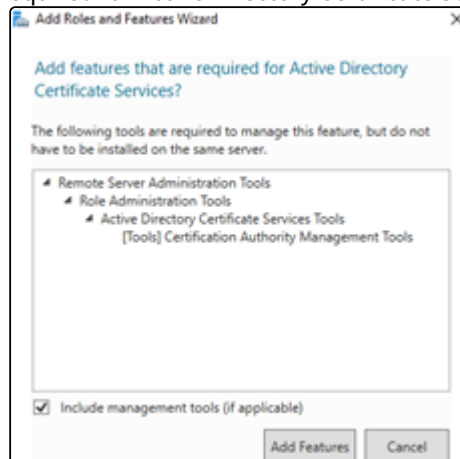 Add Roles and Features Wizard
Add features that are required for Active Directory
Certificate Services?
The following tools are required to manage this feature, but do not
have to be installed on the same server.
Remote Server Administration Tools
Role Administration Tools
Active Directory Certificate Services Tools
[Tools] Certification Authority Management Tools
Include management tools (if applicable)
Add Features Cancel